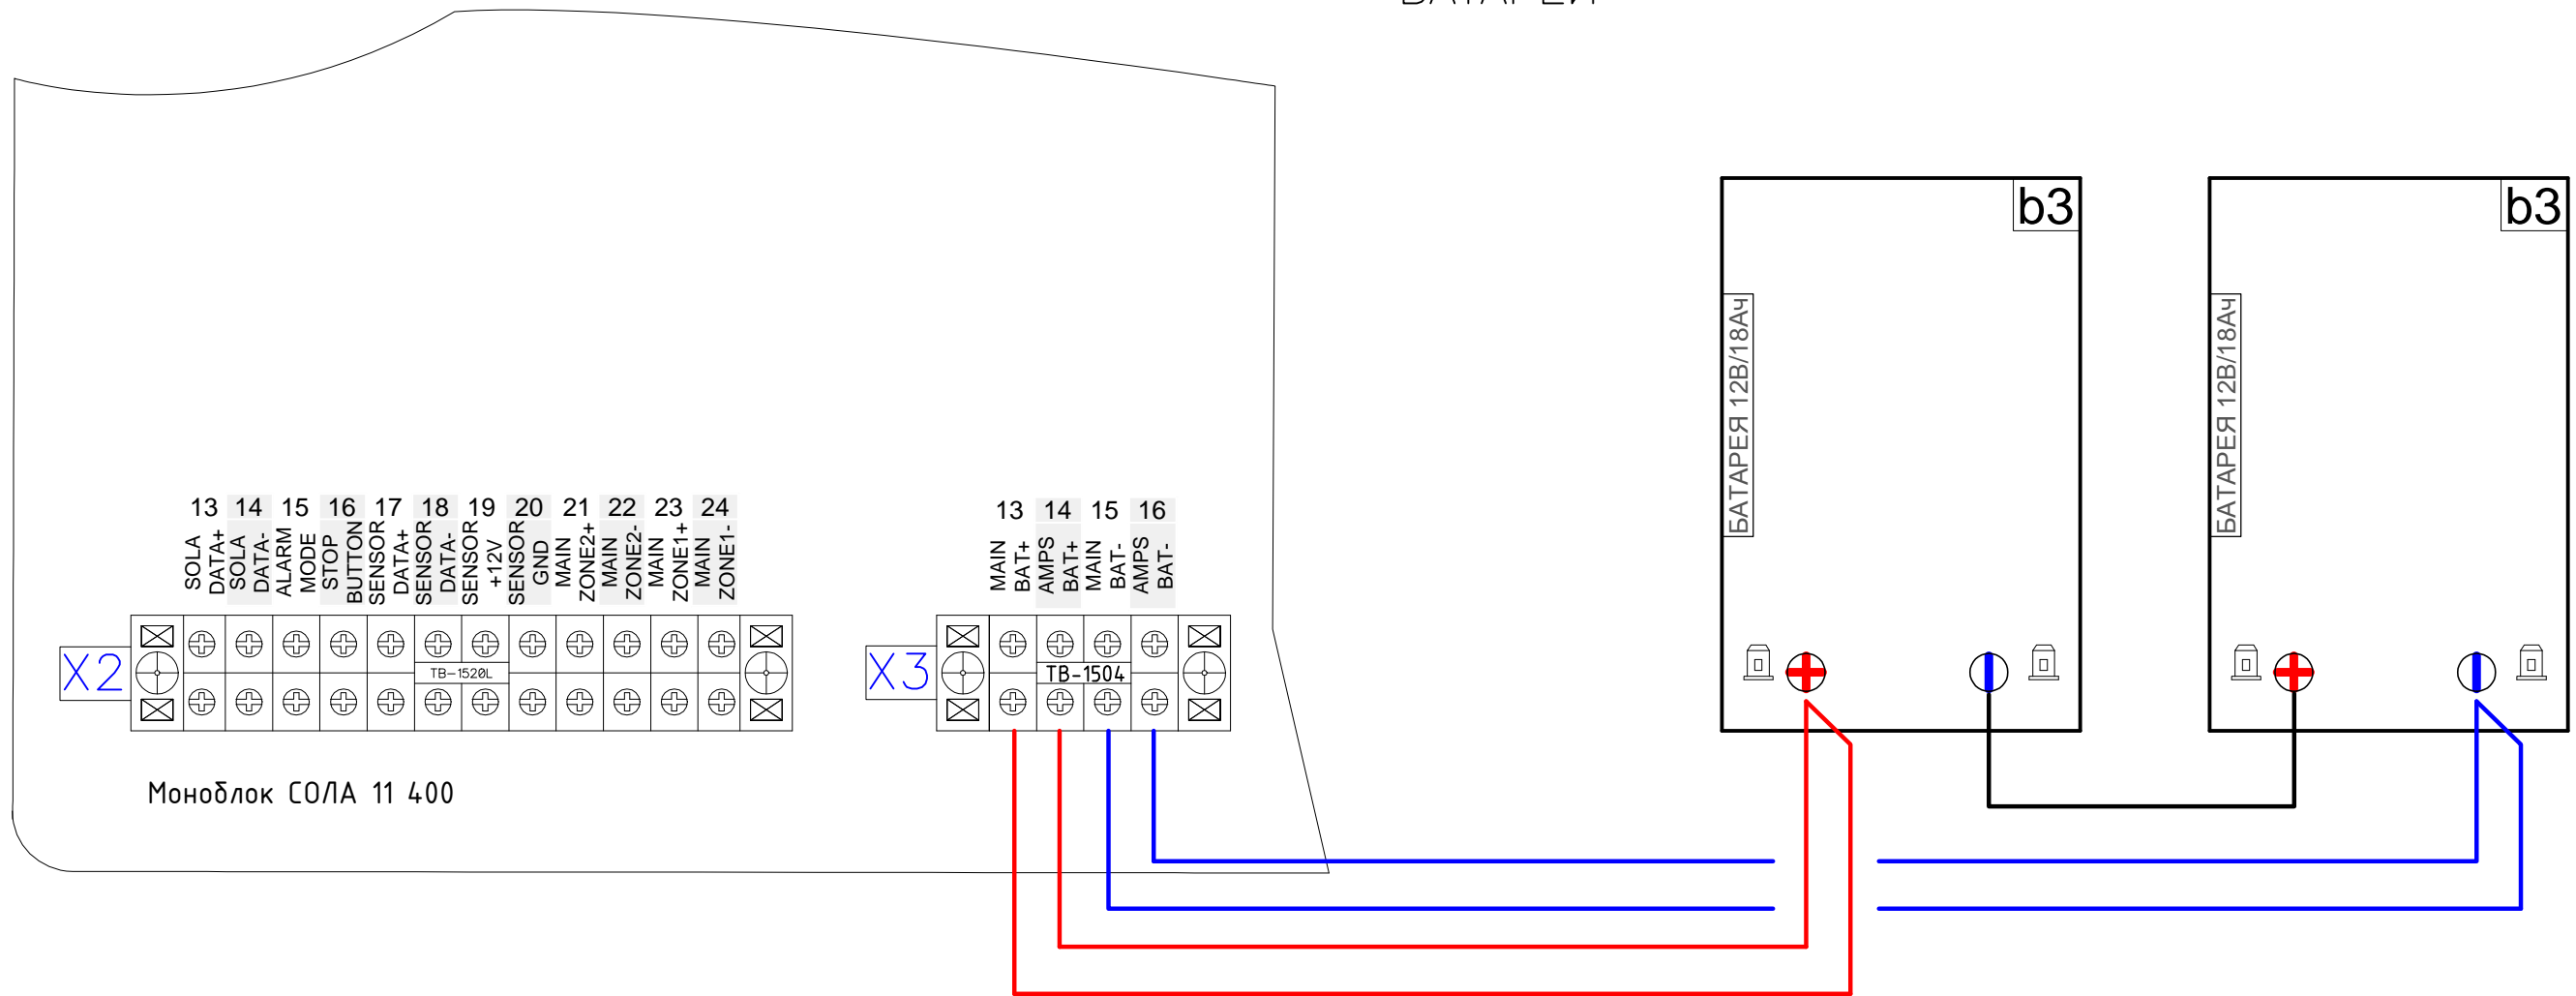 БАТАРЕЙ
b3
b3
БАТАРЕЯ 12В/18Ач
БАТАРЕЯ 12В/18Ач
13 14 15 16 17 18 19 20 21 22 23 24
SOLA DATA+
SOLA DATA-
ALARM MODE
STOP BUTTON
SENSOR DATA+
SENSOR DATA-
SENSOR +12V
SENSOR GND
MAIN ZONE2+
MAIN ZONE2-
MAIN ZONE1+
MAIN ZONE1-
13 14 15 16
MAIN BAT+
AMPS BAT+
MAIN BAT-
AMPS BAT-
X2
TB-1520L
X3
TB-1504
Моноблок СОЛА 11 400